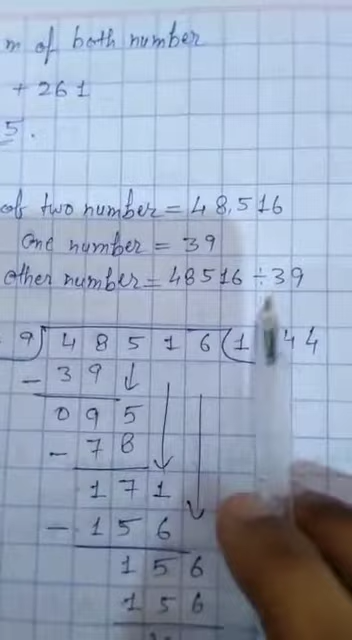 m of both number
+ 261
5.
of two number = 48,516
one number = 39
other number = 48516 ÷ 39
9) 4 8 5 1 6 (1 44
- 3 9
0 9 5
- 7 8
1 7 1
- 1 5 6
1 5 6
1 5 6